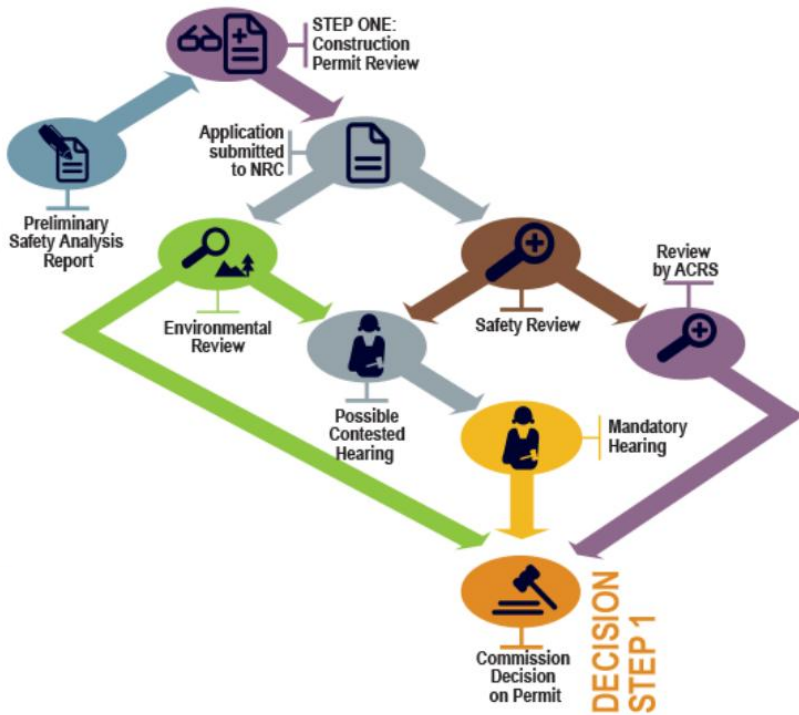 STEP ONE:
Construction
Permit Review
Application
submitted
to NRC
Preliminary
Safety Analysis
Report
Review
by ACRS
Environmental
Review
Safety Review
Possible
Contested
Hearing
Mandatory
Hearing
Commission
Decision
on Permit
DECISION
STEP 1